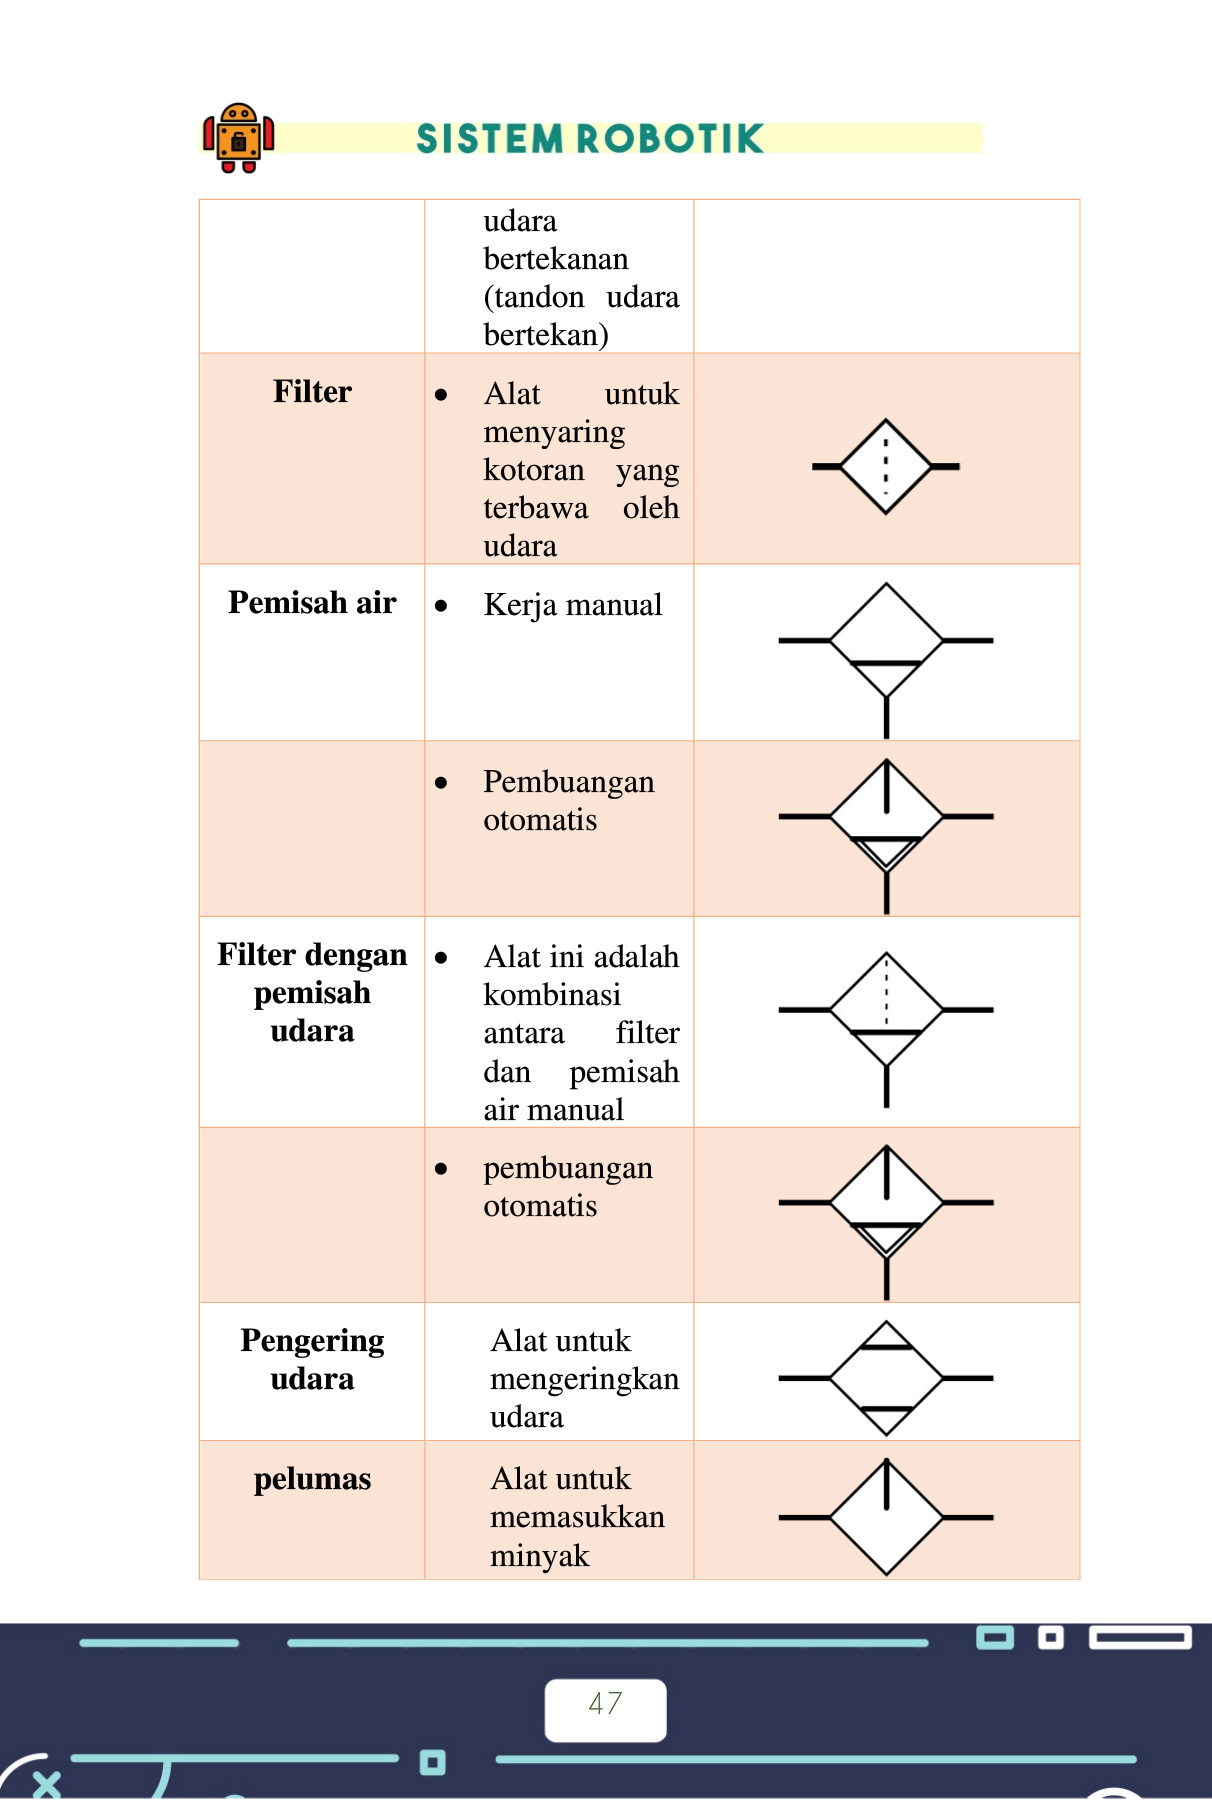 SISTEM ROBOTIK
udara
bertekanan
(tandon udara
bertekan)
Filter
• Alat untuk
menyaring
kotoran yang
terbawa oleh
udara
Pemisah air
• Kerja manual
• Pembuangan
otomatis
Filter dengan
pemisah
udara
• Alat ini adalah
kombinasi
antara filter
dan pemisah
air manual
• pembuangan
otomatis
Pengering
udara
Alat untuk
mengeringkan
udara
pelumas
Alat untuk
memasukkan
minyak
47